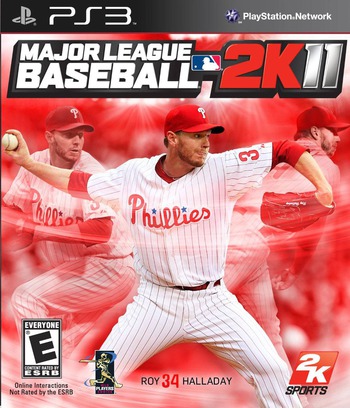 PS3
PlayStation®Network
MAJOR LEAGUE
BASEBALL 2K11
Phillies
3
EVERYONE
E
CONTENT RATED BY
ESRB
Online Interactions
Not Rated by the ESRB
PLAYERS
ROY 34 HALLADAY
2K
SPORTS